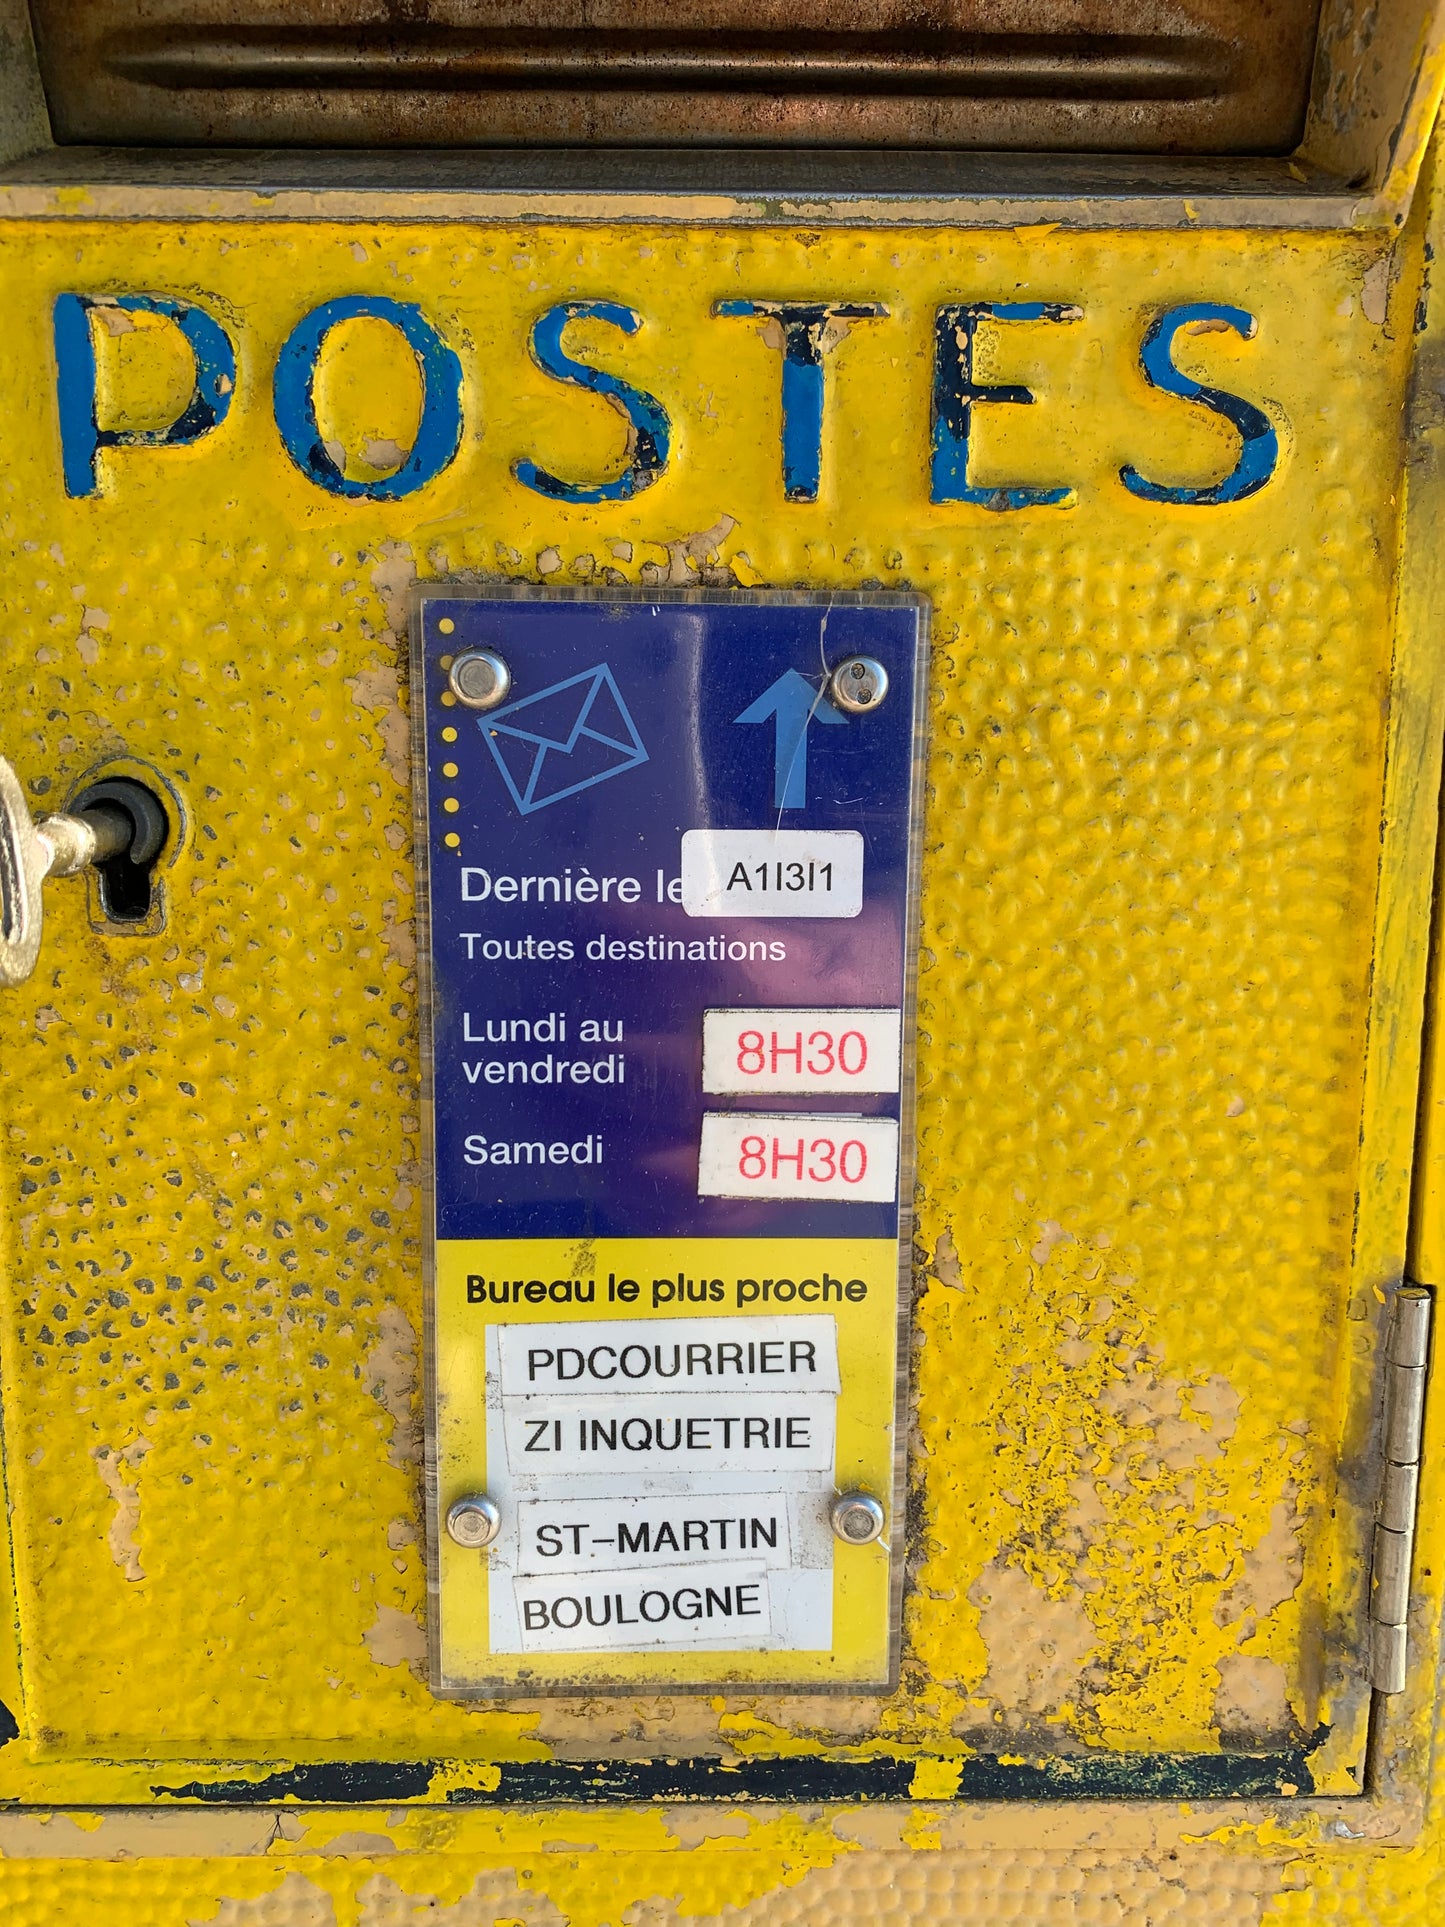 POSTES
Dernière le A1I3I1
Toutes destinations
Lundi au
vendredi 8H30
Samedi 8H30
Bureau le plus proche
PDCOURRIER
ZI INQUETRIE
ST-MARTIN
BOULOGNE